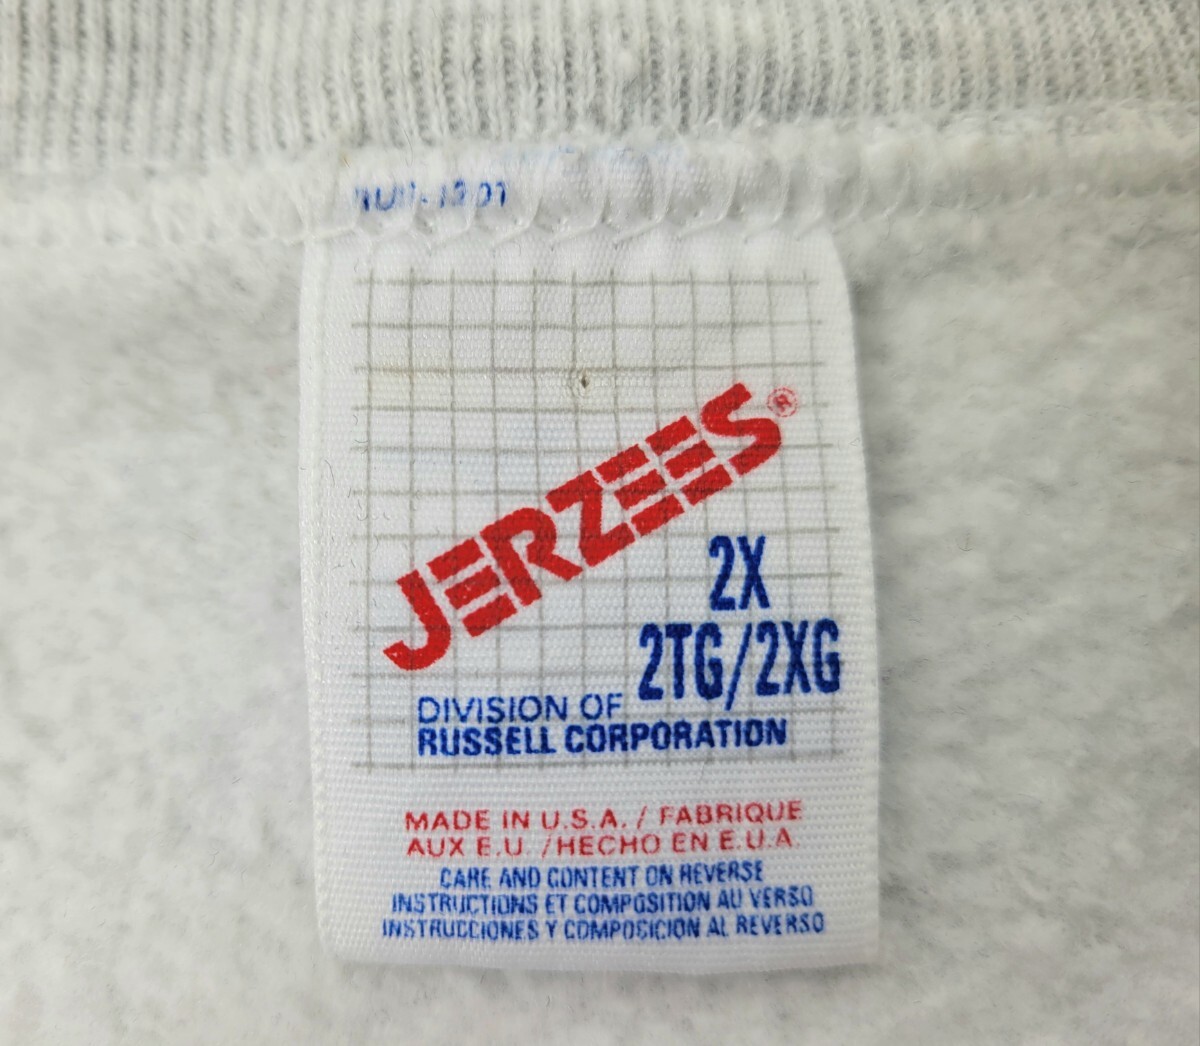 JERZEES®
2X
2TG/2XG
DIVISION OF
RUSSELL CORPORATION
MADE IN U.S.A. / FABRIQUE
AUX E.U. /HECHO EN E.U.A.
CARE AND CONTENT ON REVERSE
INSTRUCTIONS ET COMPOSITION AU VERSO
INSTRUCCIONES Y COMPOSICION AL REVERSO